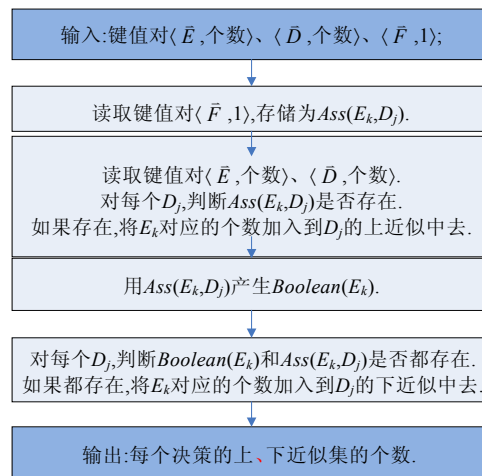 输入:键值对⟨ E⃗ ,个数⟩、⟨ D⃗ ,个数⟩、⟨ F⃗ ,1⟩;
读取键值对⟨ F⃗ ,1⟩,存储为Ass(Eₖ,Dⱼ).
读取键值对⟨ E⃗ ,个数⟩、⟨ D⃗ ,个数⟩.
对每个Dⱼ,判断Ass(Eₖ,Dⱼ)是否存在.
如果存在,将Eₖ对应的个数加入到Dⱼ的上近似中去.
用Ass(Eₖ,Dⱼ)产生Boolean(Eₖ).
对每个Dⱼ,判断Boolean(Eₖ)和Ass(Eₖ,Dⱼ)是否都存在.
如果都存在,将Eₖ对应的个数加入到Dⱼ的下近似中去.
输出:每个决策的上、下近似集的个数.